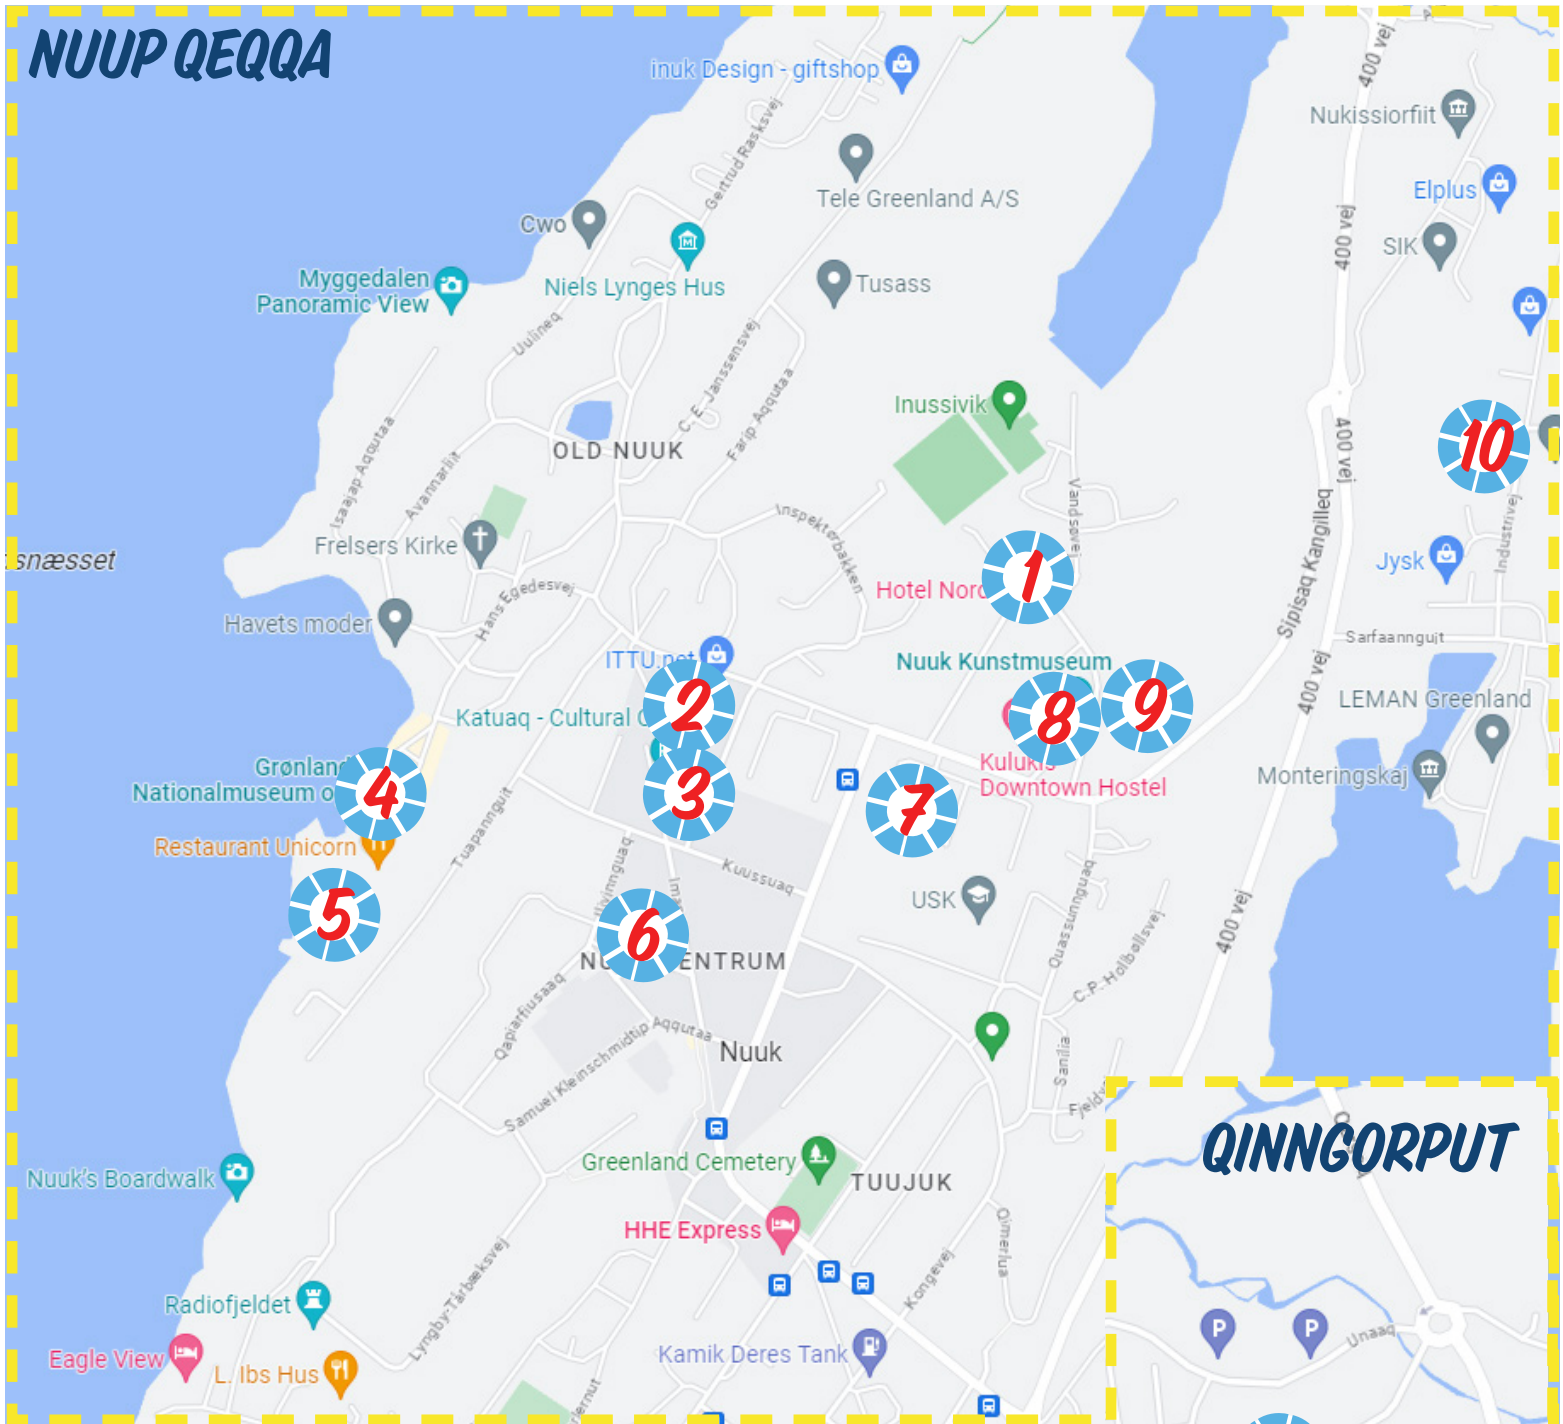 NUUP QEQQA
inuk Design - giftshop
400 vej
Nukissiorfiit
Gertrud Rasksvej
Tele Greenland A/S
Elplus
Cwo
400 vej
SIK
Myggedalen
Panoramic View
Niels Lynges Hus
Tusass
Uulineq
C. E. Janssensvej
Farip Aqqutaa
Inussivik
OLD NUUK
400 vej
10
Isaajap Aqqutaa
Avannarliit
Vandsøvej
Inspektørbakken
Sipisaq Kangilleq
Industrivej
Frelsers Kirke
snæsset
Jysk
Hotel Nord
1
Hans Egedesvej
Havets moder
Sarfaannguit
ITTU.net
Nuuk Kunstmuseum
400 vej
2
8
9
LEMAN Greenland
Katuaq - Cultural
Kulukis
Downtown Hostel
Grønland
Nationalmuseum
4
3
7
Monteringskaj
Restaurant Unicorn
Tuapannguit
Kuussuaq
5
6
USK
Quassunnguaq
C.P. Holbøllsvej
400 vej
Qapiarfiusaaq
Samuel Kleinschmidtip Aqqutaa
Nuuk
Sanilia
QINNGORPUT
Greenland Cemetery
TUUJUK
Nuuk's Boardwalk
HHE Express
Qimerlua
Kongevej
Lyngby-Tårbæksvej
Radiofjeldet
P
P
Unaaq
Eagle View
L. Ibs Hus
Kamik Deres Tank